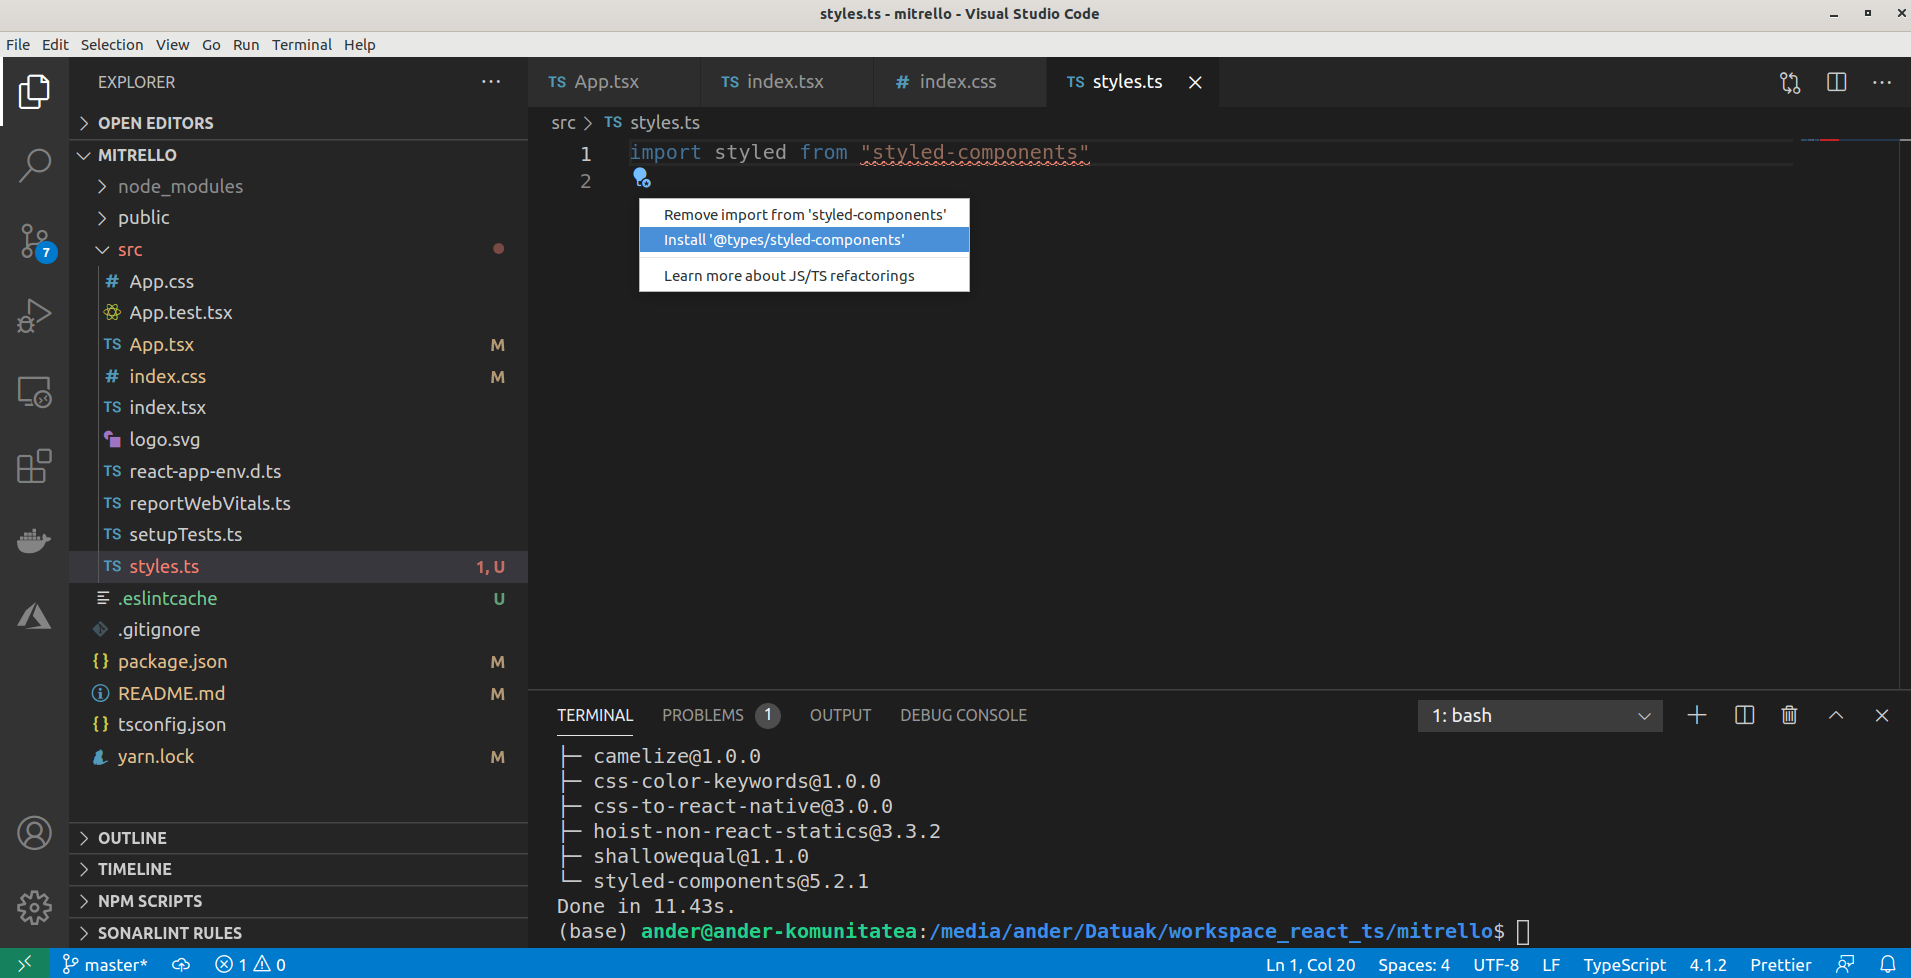 styles.ts - mitrello - Visual Studio Code
File Edit Selection View Go Run Terminal Help
EXPLORER
OPEN EDITORS
MITRELLO
node_modules
public
src
# App.css
App.test.tsx
TS App.tsx M
# index.css M
TS index.tsx
logo.svg
TS react-app-env.d.ts
TS reportWebVitals.ts
TS setupTests.ts
TS styles.ts 1, U
.eslintcache U
.gitignore
{} package.json M
README.md M
{} tsconfig.json
yarn.lock M
OUTLINE
TIMELINE
NPM SCRIPTS
SONARLINT RULES
7
TS App.tsx TS index.tsx # index.css TS styles.ts
src > TS styles.ts
1 import styled from "styled-components"
2
Remove import from 'styled-components'
Install '@types/styled-components'
Learn more about JS/TS refactorings
TERMINAL PROBLEMS 1 OUTPUT DEBUG CONSOLE 1: bash
├─ camelize@1.0.0
├─ css-color-keywords@1.0.0
├─ css-to-react-native@3.0.0
├─ hoist-non-react-statics@3.3.2
├─ shallowequal@1.1.0
└─ styled-components@5.2.1
Done in 11.43s.
(base) ander@ander-komunitatea:/media/ander/Datuak/workspace_react_ts/mitrello$
master* 1 0 Ln 1, Col 20 Spaces: 4 UTF-8 LF TypeScript 4.1.2 Prettier